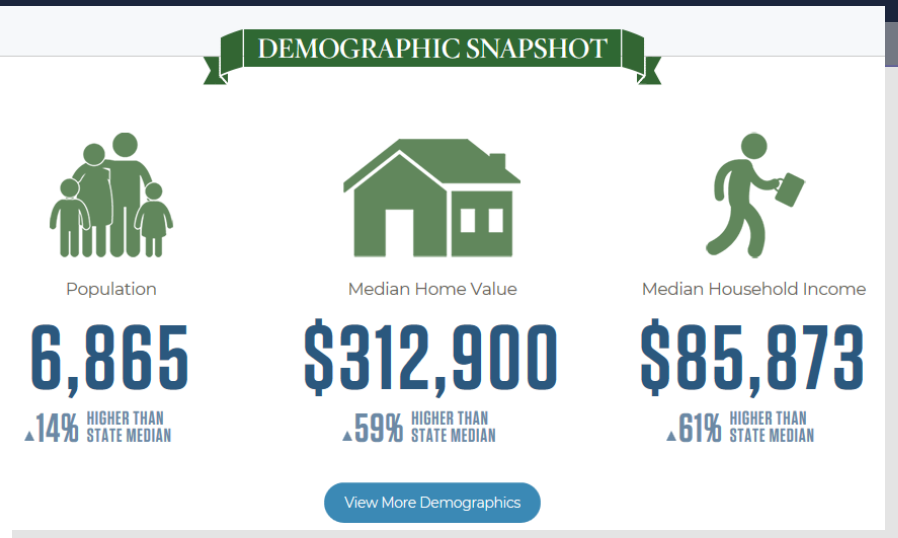 DEMOGRAPHIC SNAPSHOT
Population
6,865
▲14% HIGHER THAN
STATE MEDIAN
Median Home Value
$312,900
▲59% HIGHER THAN
STATE MEDIAN
Median Household Income
$85,873
▲61% HIGHER THAN
STATE MEDIAN
View More Demographics